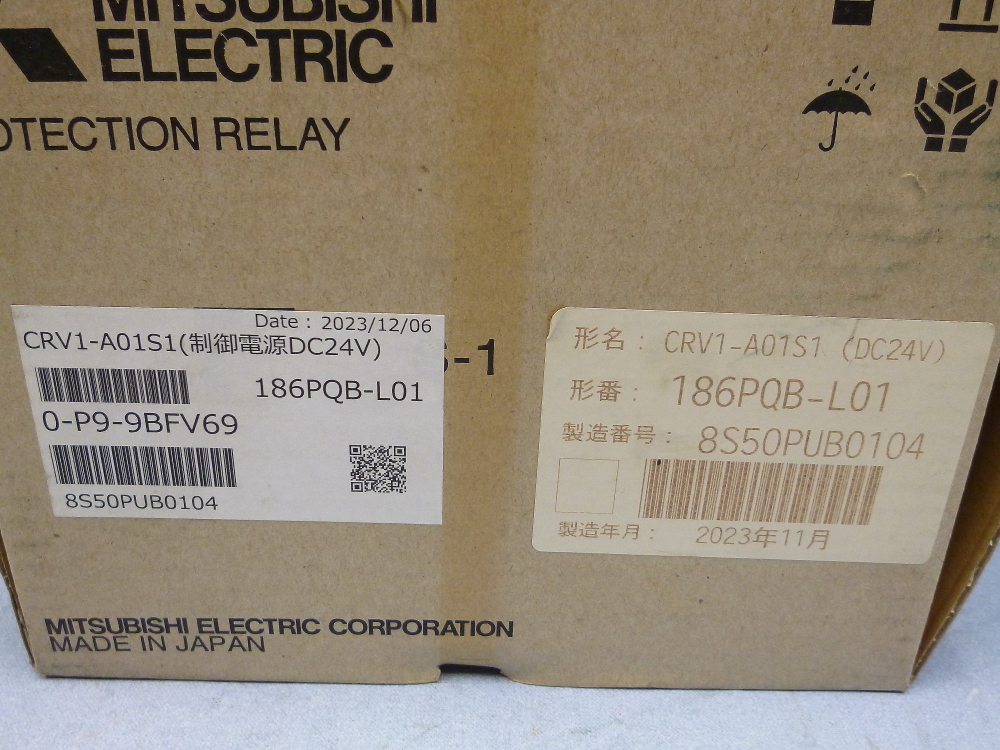 MITSUBISHI
ELECTRIC
OTECTION RELAY
Date : 2023/12/06
CRV1-A01S1(制御電源DC24V)
186PQB-L01
0-P9-9BFV69
8S50PUB0104
-1
形名： CRV1-A01S1 (DC24V)
形番： 186PQB-L01
製造番号： 8S50PUB0104
製造年月： 2023年11月
MITSUBISHI ELECTRIC CORPORATION
MADE IN JAPAN